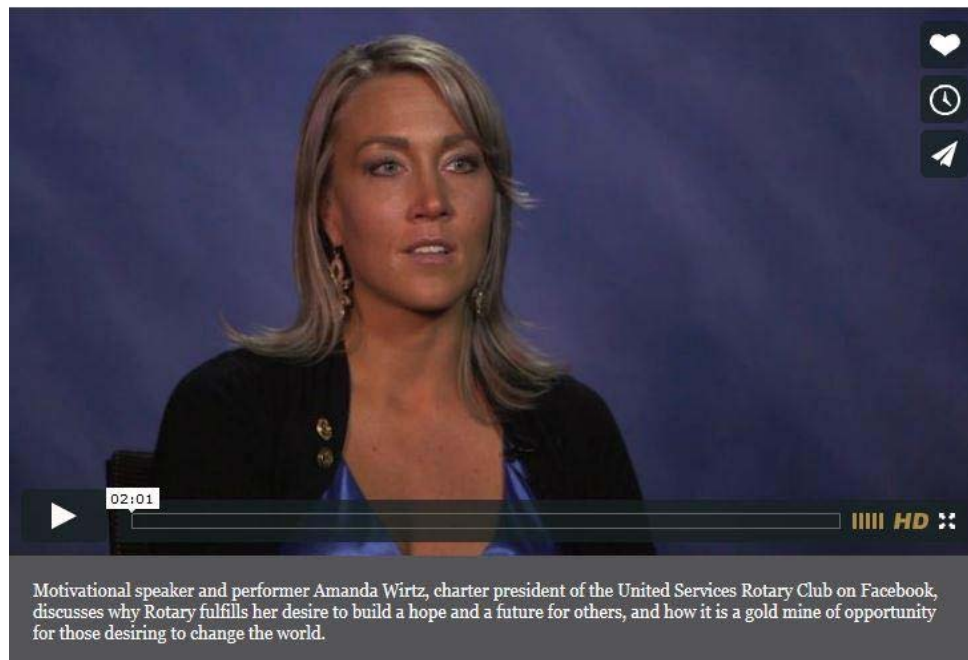 02:01
HD
Motivational speaker and performer Amanda Wirtz, charter president of the United Services Rotary Club on Facebook,
discusses why Rotary fulfills her desire to build a hope and a future for others, and how it is a gold mine of opportunity
for those desiring to change the world.